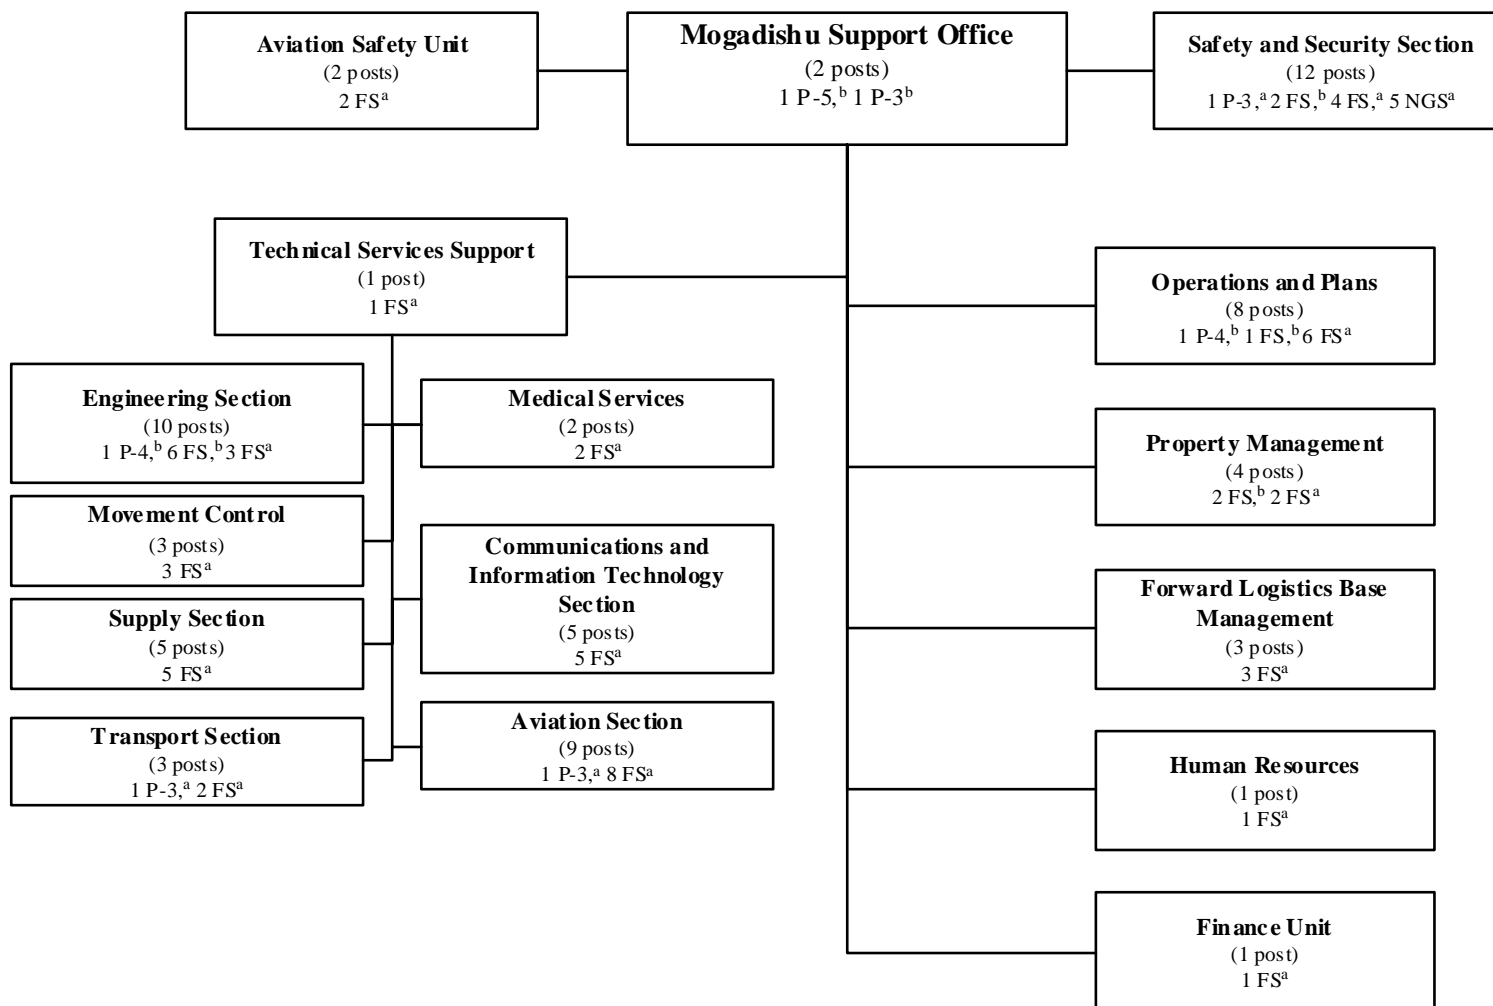 Aviation Safety Unit
(2 posts)
2 FSᵃ
Mogadishu Support Office
(2 posts)
1 P-5,ᵇ 1 P-3ᵇ
Safety and Security Section
(12 posts)
1 P-3,ᵃ 2 FS,ᵇ 4 FS,ᵃ 5 NGSᵃ
Technical Services Support
(1 post)
1 FSᵃ
Engineering Section
(10 posts)
1 P-4,ᵇ 6 FS,ᵇ 3 FSᵃ
Medical Services
(2 posts)
2 FSᵃ
Movement Control
(3 posts)
3 FSᵃ
Communications and
Information Technology
Section
(5 posts)
5 FSᵃ
Supply Section
(5 posts)
5 FSᵃ
Transport Section
(3 posts)
1 P-3,ᵃ 2 FSᵃ
Aviation Section
(9 posts)
1 P-3,ᵃ 8 FSᵃ
Operations and Plans
(8 posts)
1 P-4,ᵇ 1 FS,ᵇ 6 FSᵃ
Property Management
(4 posts)
2 FS,ᵇ 2 FSᵃ
Forward Logistics Base
Management
(3 posts)
3 FSᵃ
Human Resources
(1 post)
1 FSᵃ
Finance Unit
(1 post)
1 FSᵃ